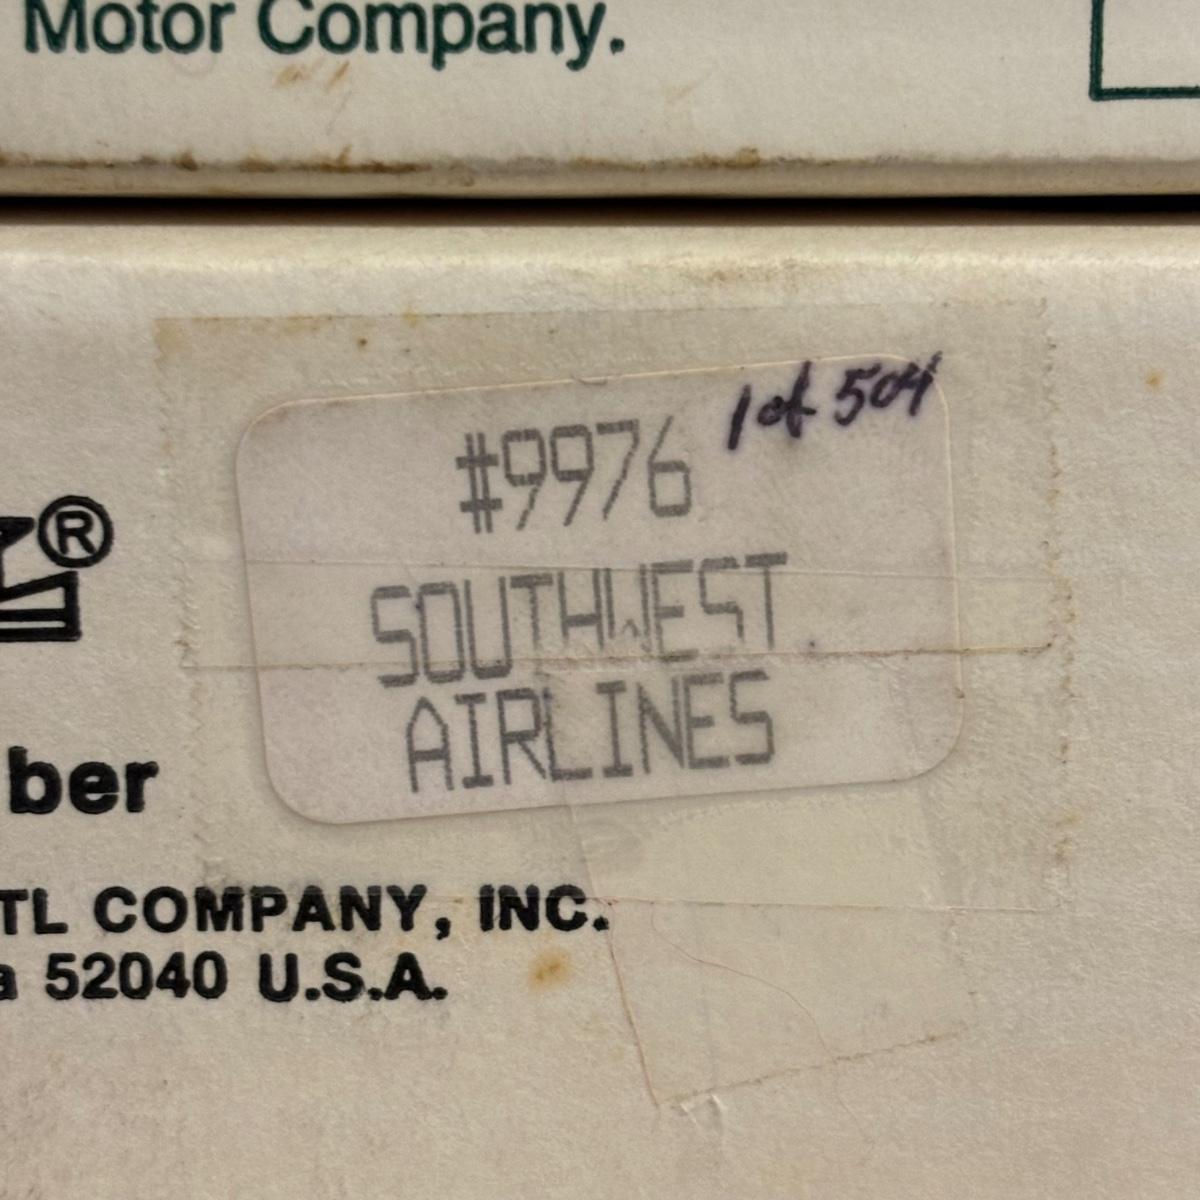 Motor Company.
1 of 504
#9976
SOUTHWEST
AIRLINES
®
ber
TL COMPANY, INC.
a 52040 U.S.A.